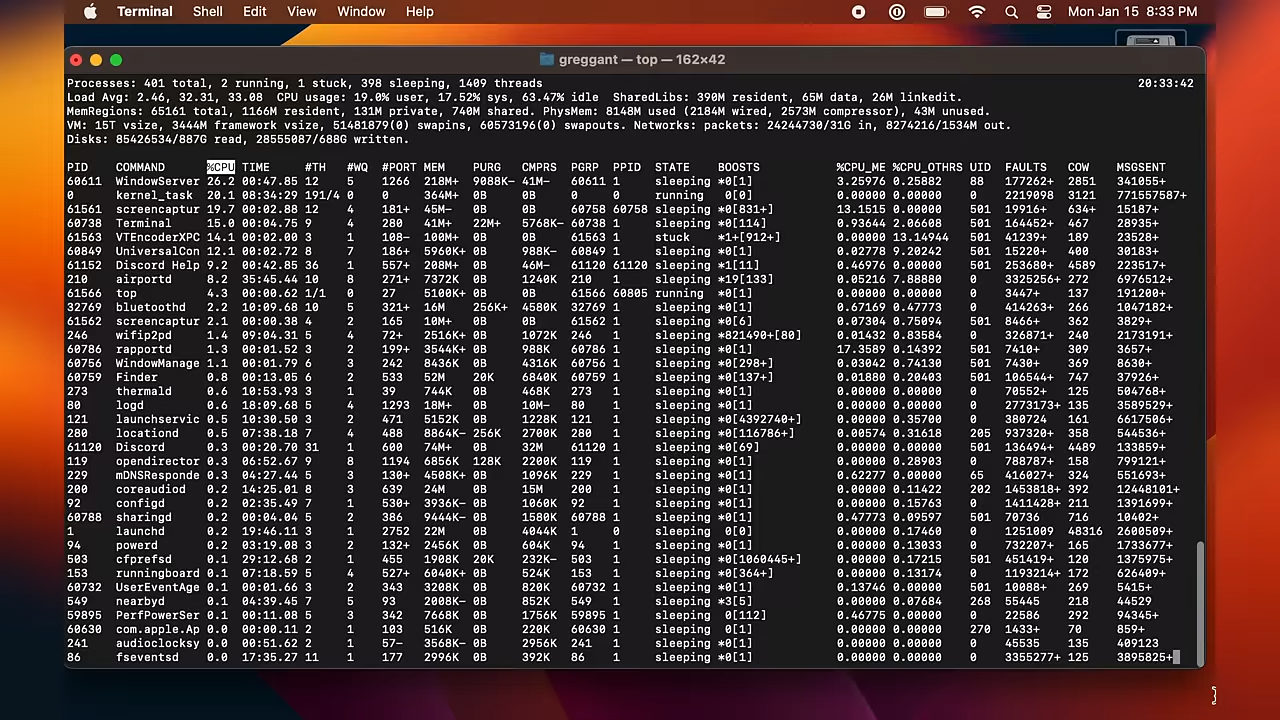 Terminal Shell Edit View Window Help Mon Jan 15 8:33 PM
greggant — top — 162×42
Processes: 401 total, 2 running, 1 stuck, 398 sleeping, 1409 threads 20:33:42
Load Avg: 2.46, 32.31, 33.08 CPU usage: 19.0% user, 17.52% sys, 63.47% idle SharedLibs: 390M resident, 65M data, 26M linkedit.
MemRegions: 65161 total, 1166M resident, 131M private, 740M shared. PhysMem: 8148M used (2184M wired, 2573M compressor), 43M unused.
VM: 15T vsize, 3444M framework vsize, 51481879(0) swapins, 60573196(0) swapouts. Networks: packets: 24244730/31G in, 8274216/1534M out.
Disks: 85426534/887G read, 28555087/688G written.
PID COMMAND %CPU TIME #TH #WQ #PORT MEM PURG CMPRS PGRP PPID STATE BOOSTS %CPU_ME %CPU_OTHRS UID FAULTS COW MSGSENT
60611 WindowServer 26.2 00:47.85 12 5 1266 218M+ 9088K- 41M- 60611 1 sleeping *0[1] 3.25976 0.25882 88 177262+ 2851 341055+
0 kernel_task 20.1 08:34:29 191/4 0 0 364M+ 0B 0B 0 0 running 0[0] 0.00000 0.00000 0 2219098 3121 771557587+
61561 screencaptur 19.7 00:02.88 12 4 181+ 45M- 0B 0B 60758 60758 sleeping *0[831+] 13.1515 0.00000 501 19916+ 634+ 15187+
60738 Terminal 15.0 00:04.75 9 4 280 41M+ 22M+ 5768K- 60738 1 sleeping *0[114] 0.93644 2.06608 501 164452+ 467 28935+
61563 VTEncoderXPC 14.1 00:02.00 3 1 108- 100M+ 0B 0B 61563 1 stuck *1+[912+] 0.00000 13.14944 501 41239+ 189 23528+
60849 UniversalCon 12.1 00:02.72 8 7 186+ 5960K+ 0B 988K- 60849 1 sleeping *0[1] 0.02778 9.20242 501 15220+ 400 30183+
61152 Discord Help 9.2 00:42.85 36 1 557+ 208M+ 0B 46M- 61120 61120 sleeping *1[11] 0.46976 0.00000 501 253680+ 4589 223517+
210 airportd 8.2 35:45.44 10 8 271+ 7372K 0B 1240K 210 1 sleeping *19[133] 0.05216 7.88880 0 3325256+ 272 6976512+
61566 top 4.3 00:00.62 1/1 0 27 5100K+ 0B 0B 61566 60805 running *0[1] 0.00000 0.00000 0 3447+ 137 191200+
32769 bluetoothd 2.2 10:09.68 10 5 321+ 16M 256K+ 4580K 32769 1 sleeping *0[1] 0.67169 0.47773 0 414263+ 266 1047182+
61562 screencaptur 2.1 00:00.38 4 2 165 10M+ 0B 0B 61562 1 sleeping *0[6] 0.07304 0.75094 501 8466+ 362 3829+
246 wifip2pd 1.4 09:04.31 5 4 72+ 2516K+ 0B 1072K 246 1 sleeping *821490+[80] 0.01432 0.83584 0 326871+ 240 2173191+
60786 rapportd 1.3 00:01.52 3 2 199+ 3544K+ 0B 988K 60786 1 sleeping *0[1] 17.3589 0.14392 501 7410+ 309 3657+
60756 WindowManage 1.1 00:01.79 6 3 242 8436K 0B 4316K 60756 1 sleeping *0[298+] 0.03042 0.74130 501 7430+ 369 8630+
60759 Finder 0.8 00:13.05 6 2 533 52M 20K 6840K 60759 1 sleeping *0[137+] 0.01880 0.20403 501 106544+ 747 37926+
273 thermald 0.6 10:53.93 3 1 39 744K 0B 468K 273 1 sleeping *0[1] 0.00000 0.00000 0 70552+ 125 504768+
80 logd 0.6 18:09.68 5 4 1293 18M+ 0B 10M- 80 1 sleeping *0[1] 0.00000 0.00000 0 2773173+ 135 3589529+
121 launchservic 0.5 10:30.50 3 2 471 5152K 0B 1228K 121 1 sleeping *0[4392740+] 0.00000 0.35761 0 380724 161 6617506+
280 locationd 0.5 07:38.18 7 4 488 8864K- 256K 2700K 280 1 sleeping *0[116786+] 0.00574 0.31618 205 937320+ 358 544536+
61120 Discord 0.3 00:20.70 31 1 600 74M+ 0B 32M 61120 1 sleeping *0[69] 0.00000 0.00000 501 136494+ 4489 133859+
119 opendirector 0.3 06:52.67 9 8 1194 6856K 128K 2200K 119 1 sleeping *0[1] 0.00000 0.28903 0 788787+ 158 799121+
229 mDNSResponde 0.3 04:27.44 5 3 130+ 4508K+ 0B 1096K 229 1 sleeping *0[1] 0.62277 0.00000 65 416027+ 324 551693+
200 coreaudiod 0.2 14:25.01 8 3 639 24M 0B 15M 200 1 sleeping *0[1] 0.00000 0.11422 202 1453818+ 392 12448101+
92 configd 0.2 02:35.49 7 1 530+ 3936K- 0B 1060K 92 1 sleeping *0[1] 0.00000 0.15763 0 1411428+ 211 1391699+
60788 sharingd 0.2 00:04.04 5 2 386 9444K- 0B 1580K 60788 1 sleeping *0[1] 0.47773 0.09597 501 70736 716 10402+
1 launchd 0.2 19:46.11 3 1 2752 22M 0B 4044K 1 0 sleeping 0[0] 0.00000 0.17460 0 1251009 48316 2600089+
94 powerd 0.2 03:19.08 3 2 132+ 2456K 0B 604K 94 1 sleeping *0[1] 0.00000 0.13033 0 732207+ 165 1733677+
503 cfprefsd 0.1 29:12.68 2 1 455 1908K 20K 232K- 503 1 sleeping *0[1060445+] 0.00000 0.17215 501 451419+ 120 1375975+
153 runningboard 0.1 07:18.59 5 4 527+ 6040K+ 0B 524K 153 1 sleeping *0[364+] 0.00000 0.13174 0 1193214+ 172 626409+
60732 UserEventAge 0.1 00:01.66 3 2 343 3208K 0B 832K 60732 1 sleeping *0[1] 0.13746 0.00000 501 10088+ 269 5415+
549 nearbyd 0.1 04:39.45 7 5 93 2008K- 0B 852K 549 1 sleeping *3[5] 0.00000 0.07684 268 55445 218 44529
59895 PerfPowerSer 0.1 00:11.08 5 3 342 7668K 0B 1756K 59895 1 sleeping 0[112] 0.46775 0.00000 0 22586 292 94345+
60630 com.apple.Ap 0.0 00:00.11 2 1 103 516K 0B 220K 60630 1 sleeping 0[1] 0.00000 0.00000 270 1433+ 70 859+
241 audioclocksy 0.0 00:51.62 2 1 57- 3568K- 0B 2956K 241 1 sleeping *0[1] 0.00000 0.00000 0 45535 135 409123
86 fseventsd 0.0 17:35.27 11 1 177 2996K 0B 392K 86 1 sleeping *0[1] 0.00000 0.00000 0 3355277+ 125 3895825+